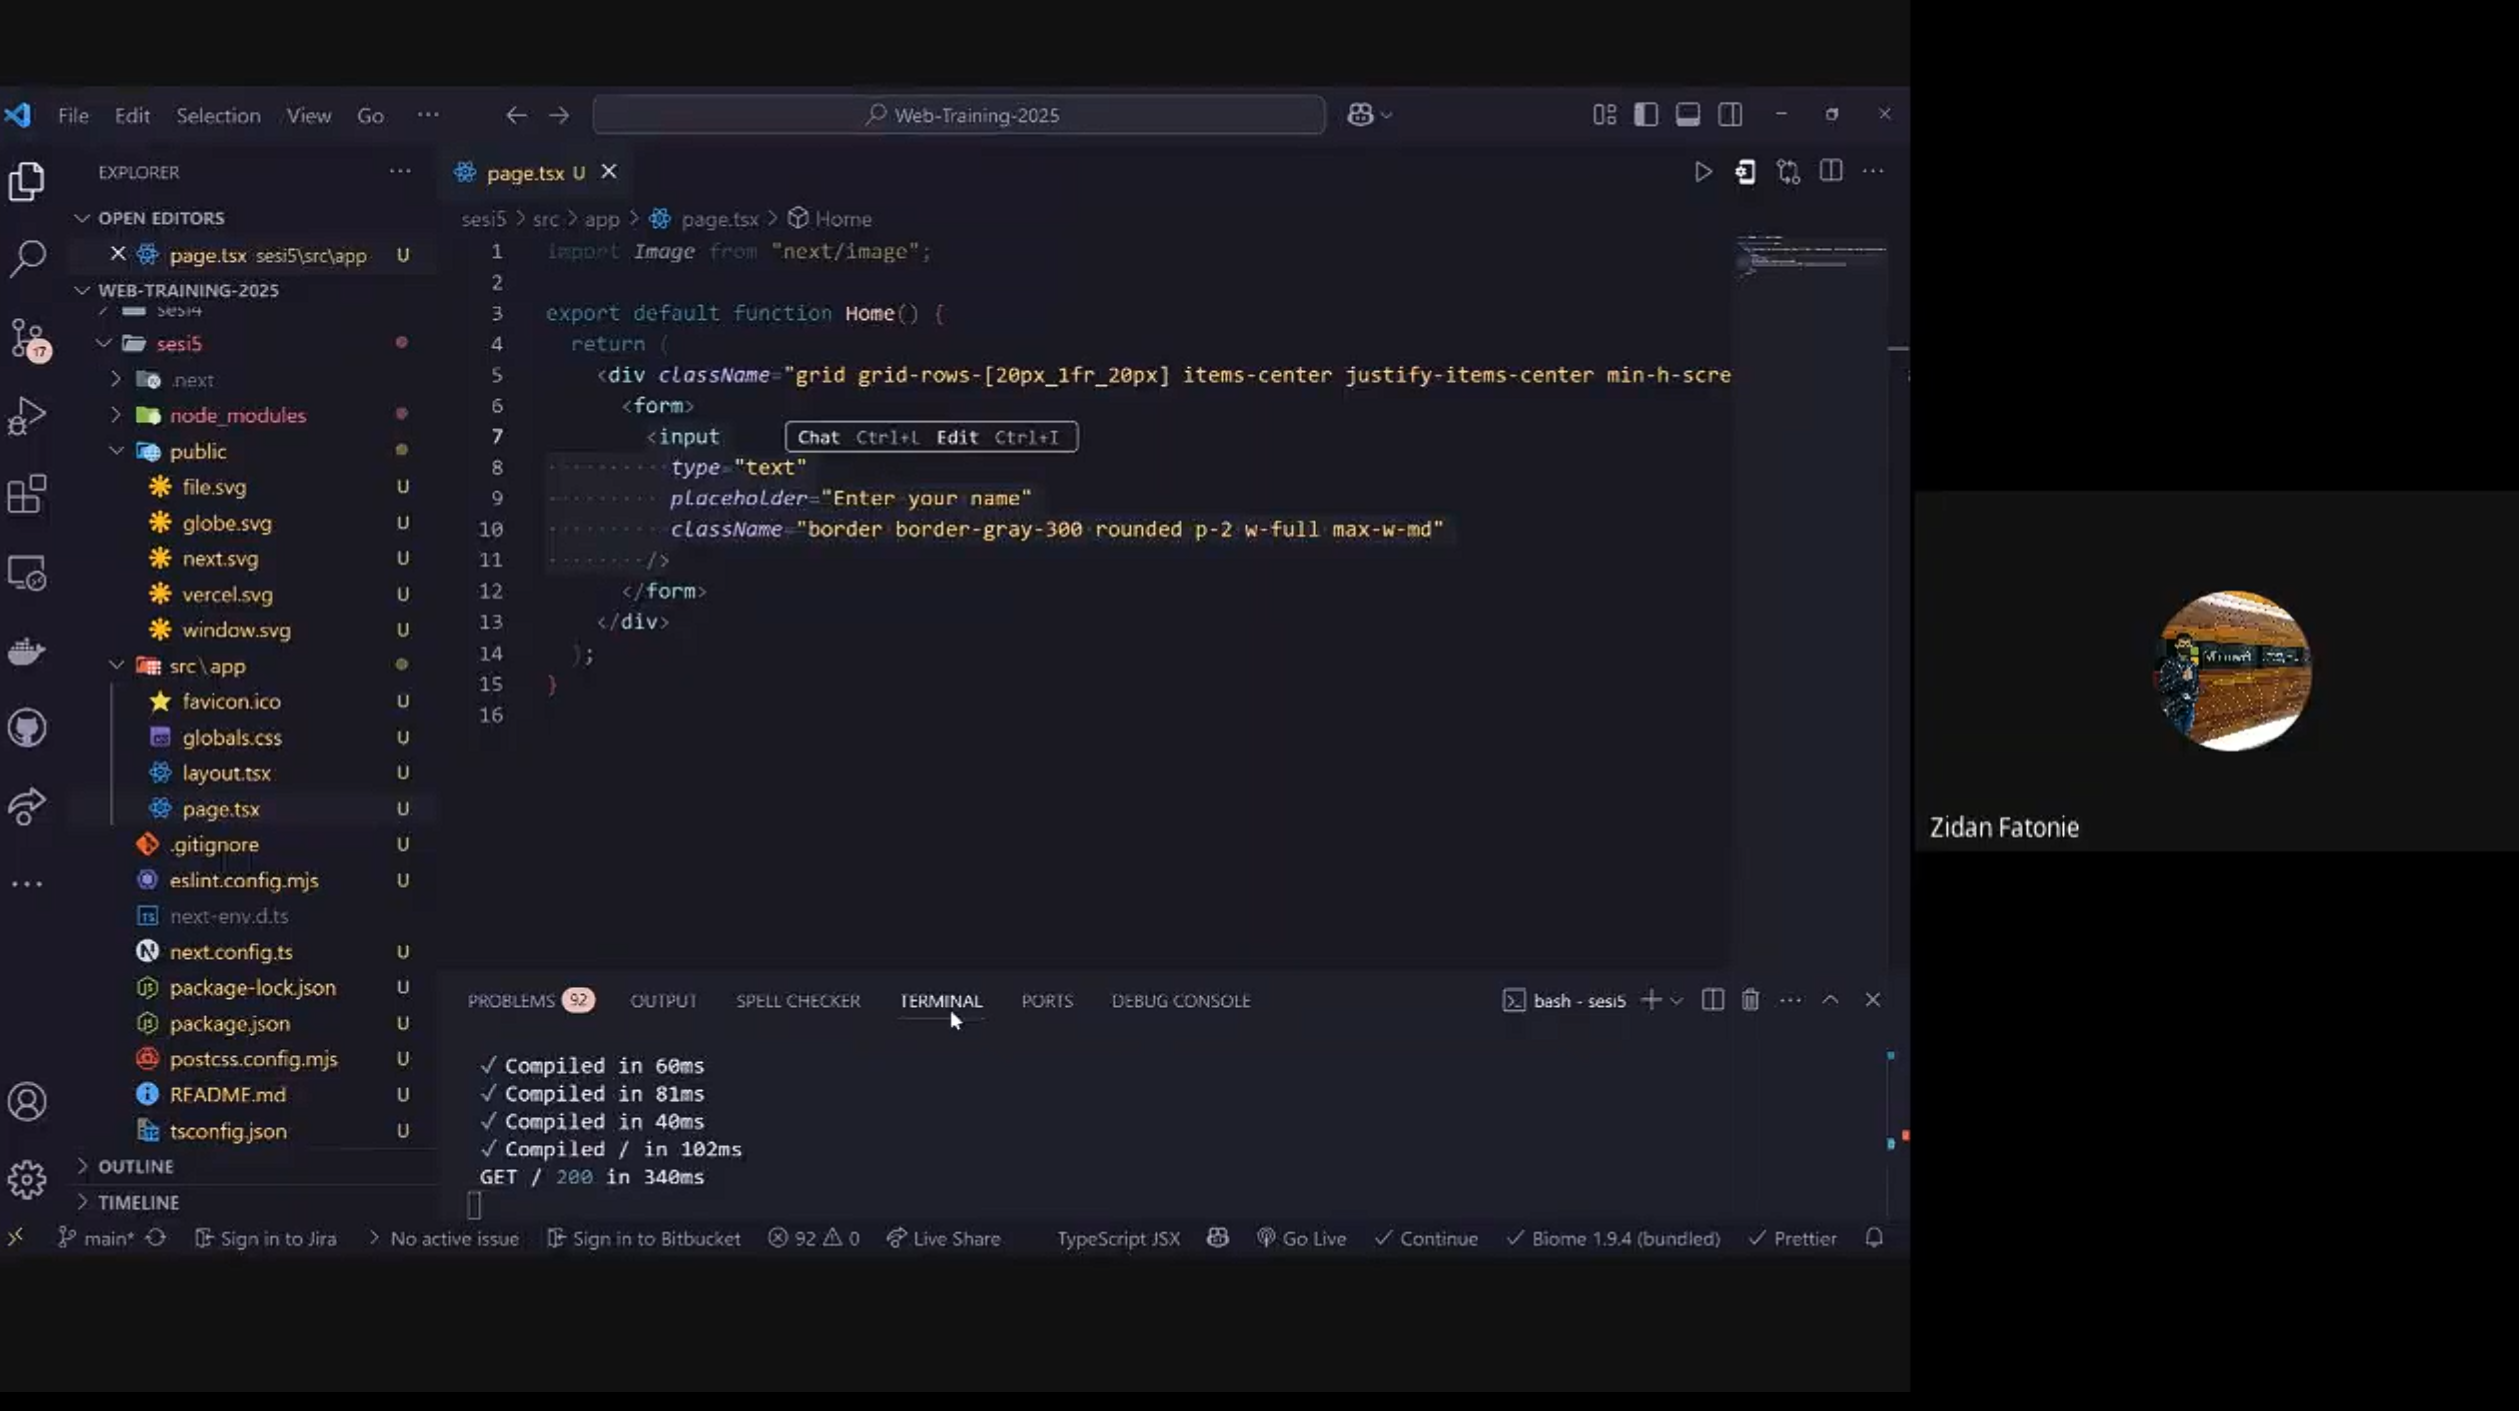 File Edit Selection View Go ··· Web-Training-2025
EXPLORER ···
OPEN EDITORS
page.tsx sesi5\src\app U
WEB-TRAINING-2025
sesi4
sesi5
.next
node_modules
public
file.svg U
globe.svg U
next.svg U
vercel.svg U
window.svg U
src\app
favicon.ico U
globals.css U
layout.tsx U
page.tsx U
.gitignore U
eslint.config.mjs U
next-env.d.ts
next.config.ts U
package-lock.json U
package.json U
postcss.config.mjs U
README.md U
tsconfig.json U
OUTLINE
TIMELINE
17
page.tsx U
sesi5 > src > app > page.tsx > Home
1 import Image from "next/image";
2
3 export default function Home() {
4 return (
5 <div className="grid grid-rows-[20px_1fr_20px] items-center justify-items-center min-h-scre
6 <form>
7 <input
Chat Ctrl+L Edit Ctrl+I
8 type="text"
9 placeholder="Enter your name"
10 className="border border-gray-300 rounded p-2 w-full max-w-md"
11 />
12 </form>
13 </div>
14 );
15 }
16
PROBLEMS 92 OUTPUT SPELL CHECKER TERMINAL PORTS DEBUG CONSOLE bash - sesi5
✓ Compiled in 60ms
✓ Compiled in 81ms
✓ Compiled in 40ms
✓ Compiled / in 102ms
GET / 200 in 340ms
main* Sign in to Jira No active issue Sign in to Bitbucket 92 0 Live Share TypeScript JSX Go Live Continue Biome 1.9.4 (bundled) Prettier
Zidan Fatonie